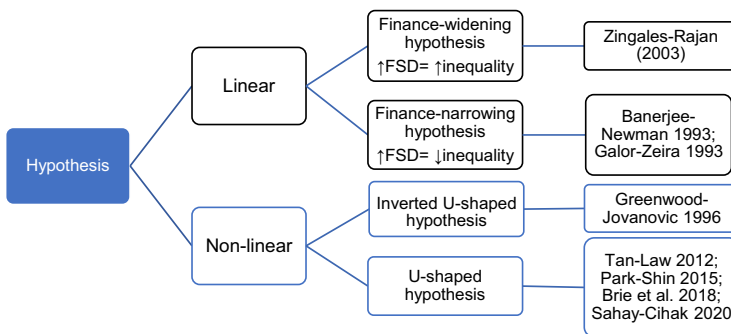 Hypothesis
Linear
Finance-widening
hypothesis
↑FSD= ↑inequality
Zingales-Rajan
(2003)
Finance-narrowing
hypothesis
↑FSD= ↓inequality
Banerjee-
Newman 1993;
Galor-Zeira 1993
Non-linear
Inverted U-shaped
hypothesis
Greenwood-
Jovanovic 1996
U-shaped
hypothesis
Tan-Law 2012;
Park-Shin 2015;
Brie et al. 2018;
Sahay-Cihak 2020